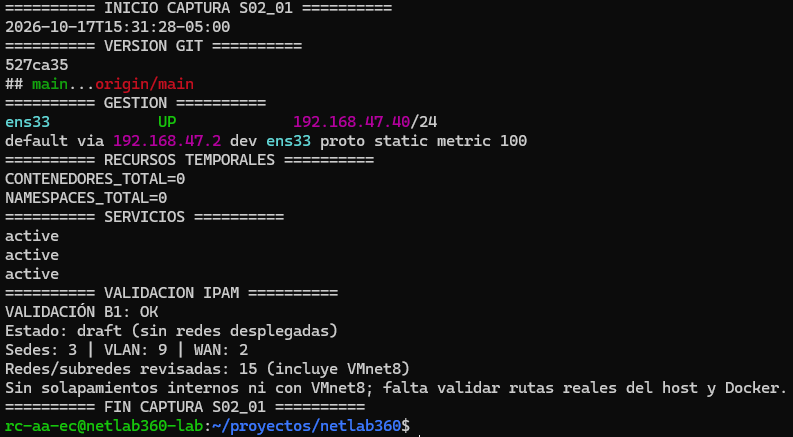 ========== INICIO CAPTURA S02_01 ==========
2026-10-17T15:31:28-05:00
========== VERSION GIT ==========
527ca35
## main...origin/main
========== GESTION ==========
ens33            UP             192.168.47.40/24
default via 192.168.47.2 dev ens33 proto static metric 100
========== RECURSOS TEMPORALES ==========
CONTENEDORES_TOTAL=0
NAMESPACES_TOTAL=0
========== SERVICIOS ==========
active
active
active
========== VALIDACION IPAM ==========
VALIDACIÓN B1: OK
Estado: draft (sin redes desplegadas)
Sedes: 3 | VLAN: 9 | WAN: 2
Redes/subredes revisadas: 15 (incluye VMnet8)
Sin solapamientos internos ni con VMnet8; falta validar rutas reales del host y Docker.
========== FIN CAPTURA S02_01 ==========
rc-aa-ec@netlab360-lab:~/proyectos/netlab360$